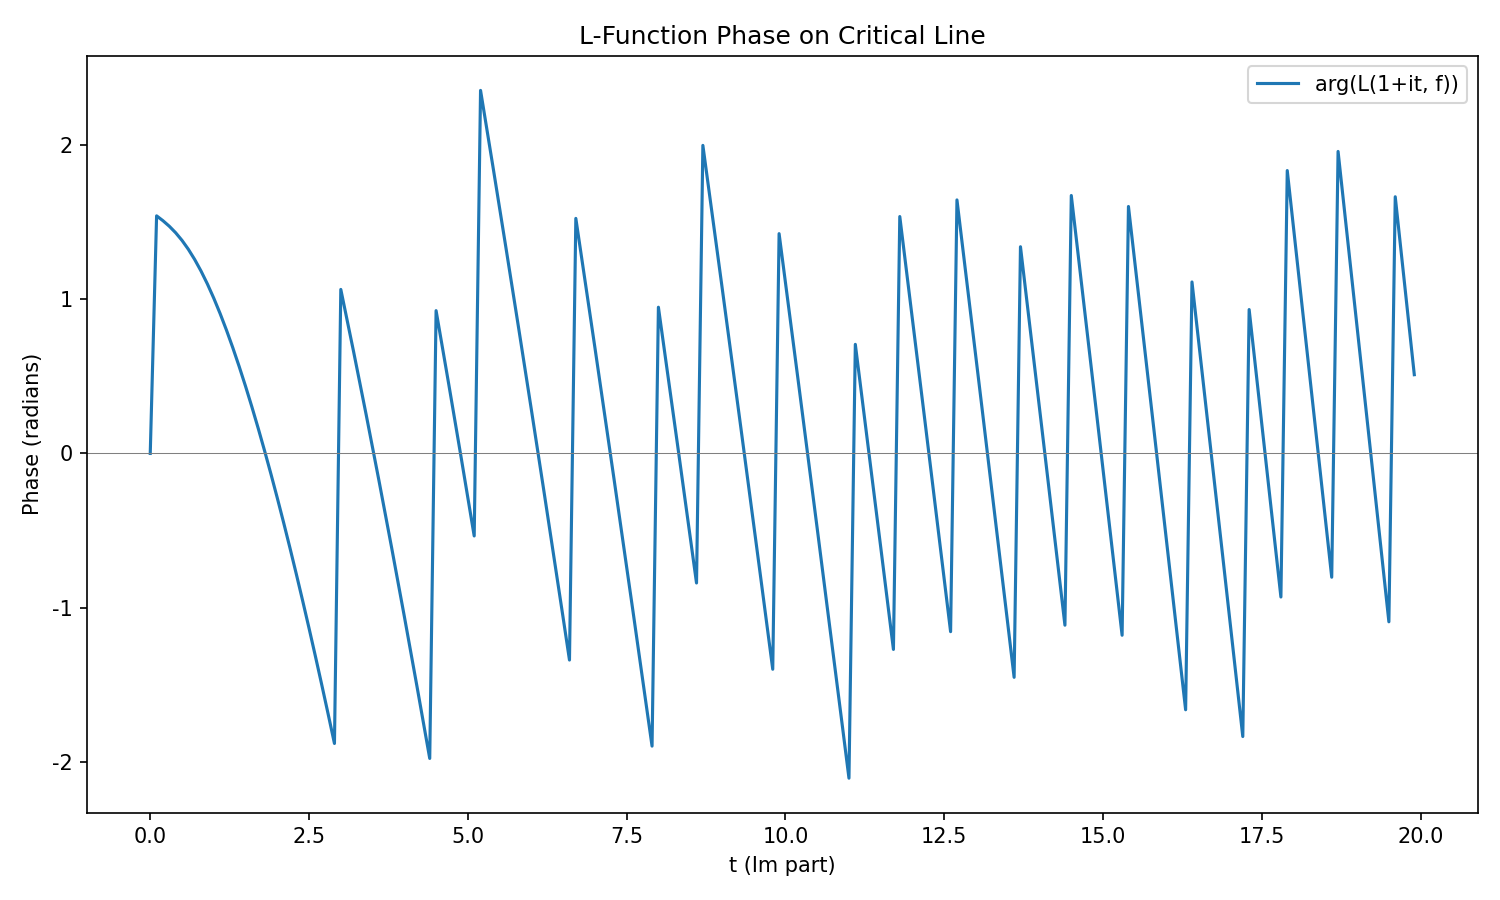 L-Function Phase on Critical Line
arg(L(1+it, f))
Phase (radians)
2
1
0
-1
-2
0.0 2.5 5.0 7.5 10.0 12.5 15.0 17.5 20.0
t (Im part)